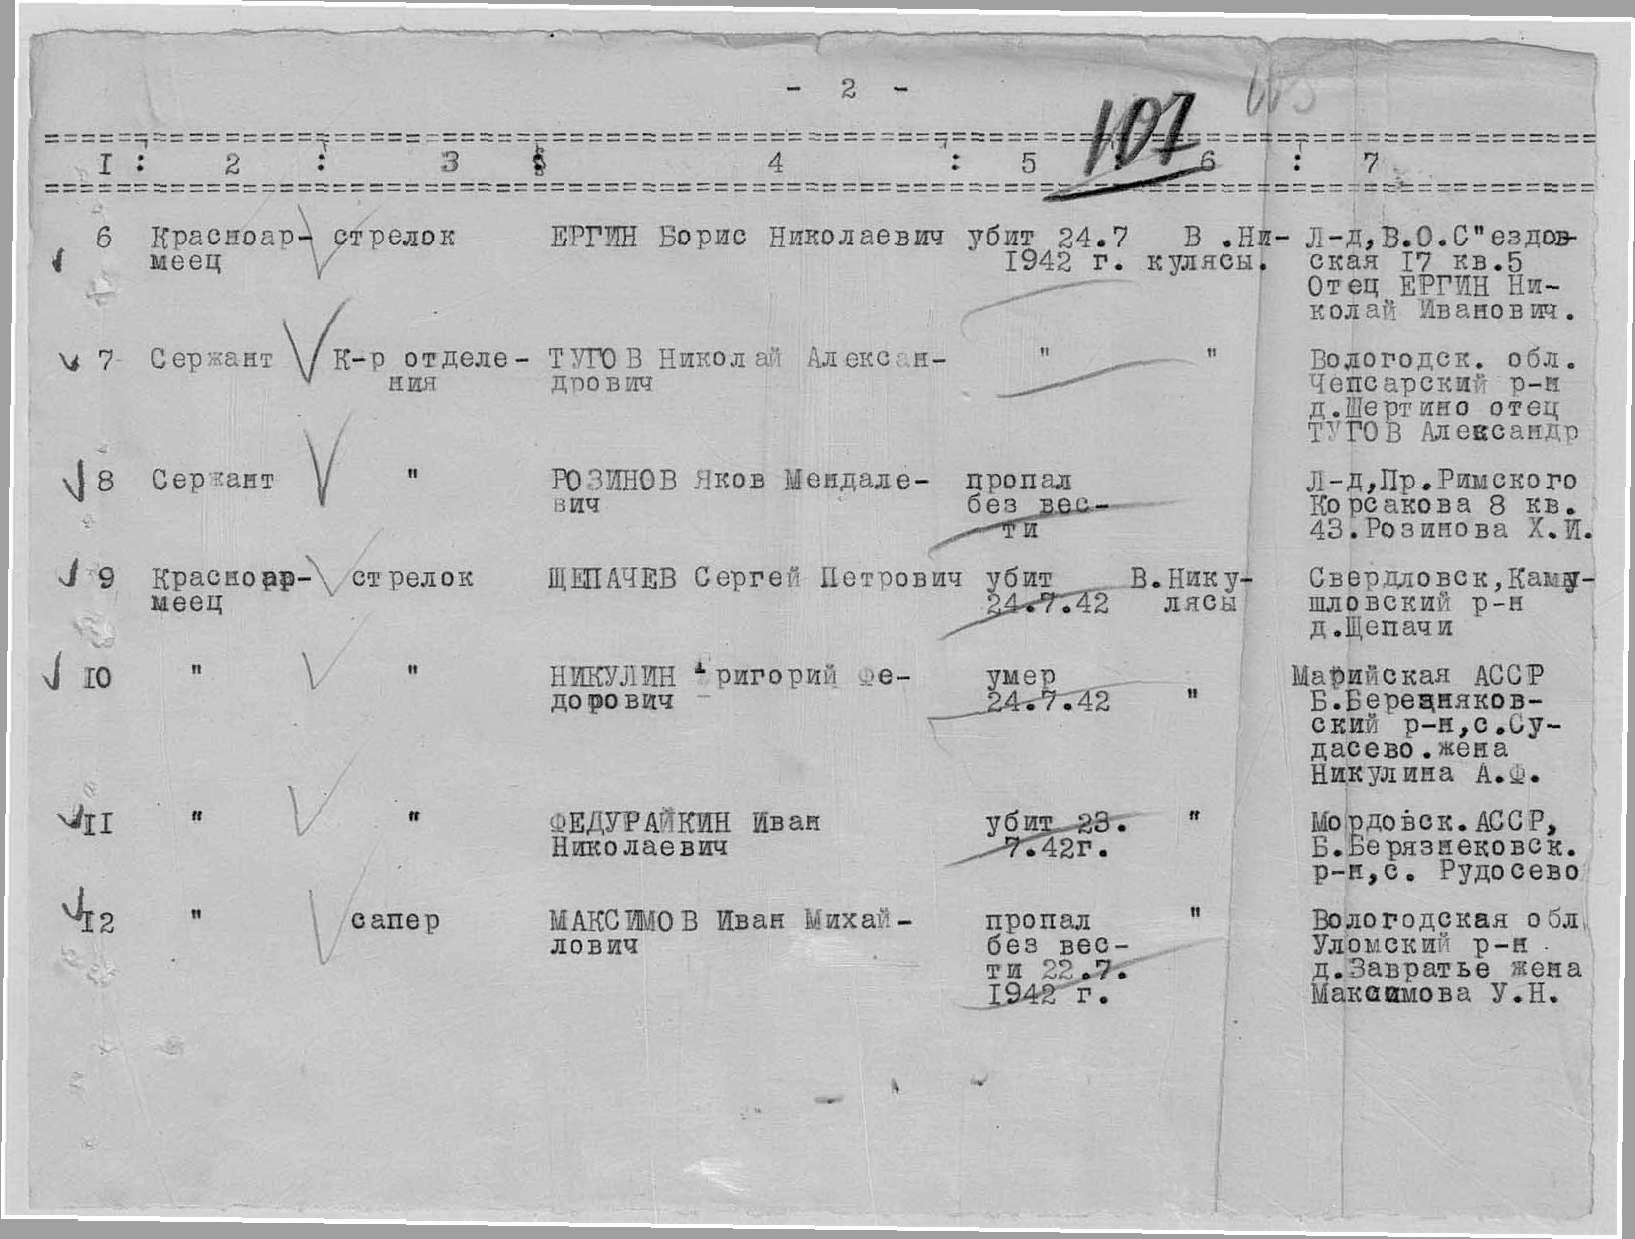 - 2 -
107
I : 2 : 3 : 4 : 5 : 6 : 7
6 Красноар- стрелок ЕРГИН Борис Николаевич убит 24.7 В .Ни- Л-д,В.О.С"ездов-
меец 1942 г. кулясы. ская 17 кв.5
Отец ЕРГИН Ни-
колай Иванович.
7 Сержант К-р отделе- ТУГОВ Николай Алексан- " " Вологодск. обл.
ния дрович Чепсарский р-н
д.Шертино отец
ТУГОВ Александр
8 Сержант " РОЗИНОВ Яков Мендале- пропал Л-д,Пр.Римского
вич без вес- Корсакова 8 кв.
ти 43.Розинова Х.И.
9 Красноар- стрелок ЩЕПАЧЕВ Сергей Петрович убит В.Нику- Свердловск,Камы-
меец 24.7.42 лясы шловский р-н
д.Щепачи
10 " " НИКУЛИН Григорий Фе- умер Марийская АССР
дорович 24.7.42 " Б.Березняков-
ский р-н,с.Су-
дасево.жена
Никулина А.Ф.
11 " " ФЕДУРАЙКИН Иван убит 23. " Мордовск.АССР,
Николаевич 7.42г. Б.Берязнековск.
р-н,с. Рудосево
12 " сапер МАКСИМОВ Иван Михай- пропал " Вологодская обл.
лович без вес- Уломский р-н
ти 22.7. д.Завратье жена
1942 г. Максимова У.Н.